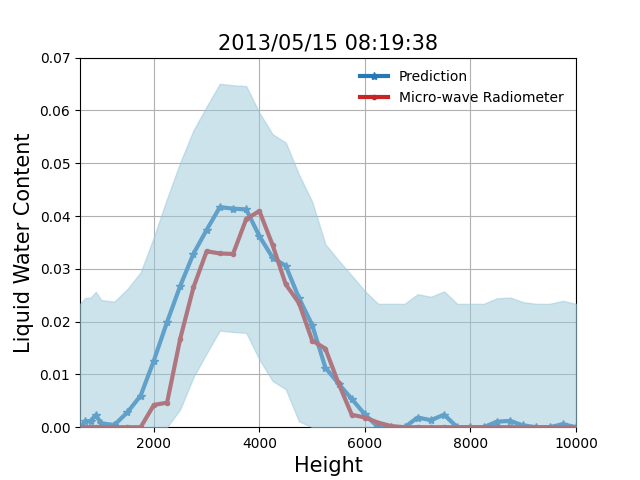 2013/05/15 08:19:38
Prediction
Micro-wave Radiometer
Liquid Water Content
0.07
0.06
0.05
0.04
0.03
0.02
0.01
0.00
2000 4000 6000 8000 10000
Height